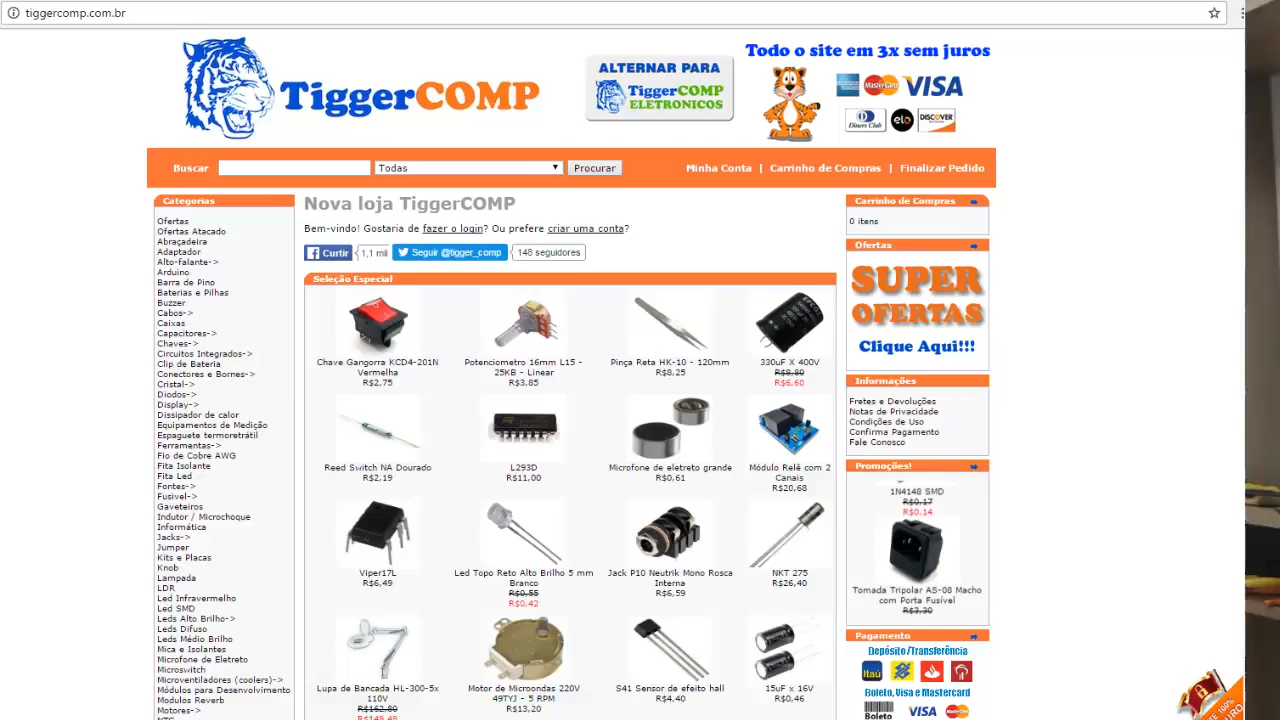 tiggercomp.com.br
TiggerCOMP
ALTERNAR PARA
TiggerCOMP
ELETRONICOS
Todo o site em 3x sem juros
MasterCard
VISA
Diners Club
elo
DISCOVER
Buscar
Todas
Procurar
Minha Conta | Carrinho de Compras | Finalizar Pedido
Categorias
Ofertas
Ofertas Atacado
Abraçadeira
Adaptador
Alto-falante->
Arduino
Barra de Pino
Baterias e Pilhas
Buzzer
Cabos->
Caixas
Capacitores->
Chaves->
Circuitos Integrados->
Clip de Bateria
Conectores e Bornes->
Cristal->
Diodos->
Display->
Dissipador de calor
Equipamentos de Medição
Espaguete termoretrátil
Ferramentas->
Fio de Cobre AWG
Fita Isolante
Fita Led
Fontes->
Fusivel->
Gaveteiros
Indutor / Microchoque
Informática
Jacks->
Jumper
Kits e Placas
Knob
Lampada
LDR
Led Infravermelho
Led SMD
Leds Alto Brilho->
Leds Difuso
Leds Médio Brilho
Mica e Isolantes
Microfone de Eletreto
Microswitch
Microventiladores (coolers)->
Módulos para Desenvolvimento
Modulos Reverb
Motores->
NTC
Nova loja TiggerCOMP
Bem-vindo! Gostaria de fazer o login? Ou prefere criar uma conta?
Curtir
1,1 mil
Seguir @tigger_comp
148 seguidores
Seleção Especial
Chave Gangorra KCD4-201N
Vermelha
R$2,75
Potenciometro 16mm L15 -
25KB - Linear
R$3,85
Pinça Reta HK-10 - 120mm
R$8,25
330uF X 400V
R$8,80
R$6,60
Reed Switch NA Dourado
R$2,19
L293D
R$11,00
Microfone de eletreto grande
R$0,61
Módulo Relê com 2
Canais
R$20,68
Viper17L
R$6,49
Led Topo Reto Alto Brilho 5 mm
Branco
R$0,55
R$0,42
Jack P10 Neutrik Mono Rosca
Interna
R$6,59
NKT 275
R$26,40
Lupa de Bancada HL-300-5x
110V
R$162,80
R$149,49
Motor de Microondas 220V
49TYJ - 5 RPM
R$13,20
S41 Sensor de efeito hall
R$4,40
15uF x 16V
R$0,46
Carrinho de Compras
0 itens
Ofertas
SUPER
OFERTAS
Clique Aqui!!!
Informações
Fretes e Devoluções
Notas de Privacidade
Condições de Uso
Confirma Pagamento
Fale Conosco
Promoções!
1N4148 SMD
R$0,17
R$0,14
Tomada Tripolar AS-08 Macho
com Porta Fusível
R$3,30
Pagamento
Depósito/Transferência
Itaú
Boleto, Visa e Mastercard
Boleto
VISA
MasterCard
100%